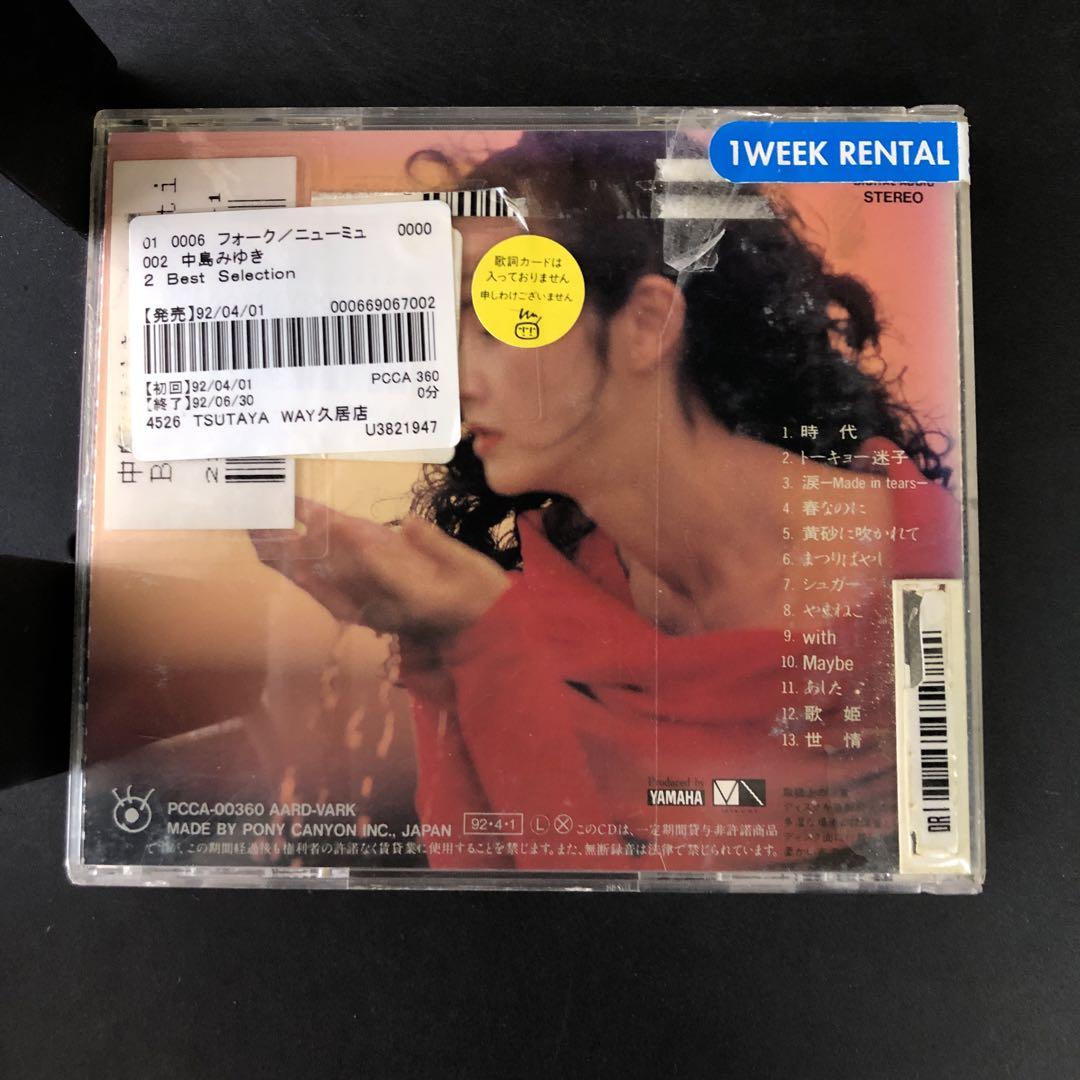 1WEEK RENTAL
STEREO
01 0006 フォーク／ニューミュ 0000
002 中島みゆき
2 Best Selection
【発売】92/04/01 000669067002
【初回】92/04/01 PCCA 360
【終了】92/06/30 0分
4526 TSUTAYA WAY久居店
U3821947
歌詞カードは
入っておりません
申しわけございません
1. 時代
2. トーキョー迷子
3. 涙－Made in tears－
4. 春なのに
5. 黄砂に吹かれて
6. まつりばやし
7. シュガー
8. やまねこ
9. with
10. Maybe
11. あした
12. 歌姫
13. 世情
Produced by
YAMAHA
PCCA-00360 AARD-VARK
MADE BY PONY CANYON INC., JAPAN
92・4・1 L X このCDは、一定期間貸与非許諾商品
ですが、この期間経過後も権利者の許諾なく賃貸業に使用することを禁じます。また、無断録音は法律で禁じられています。